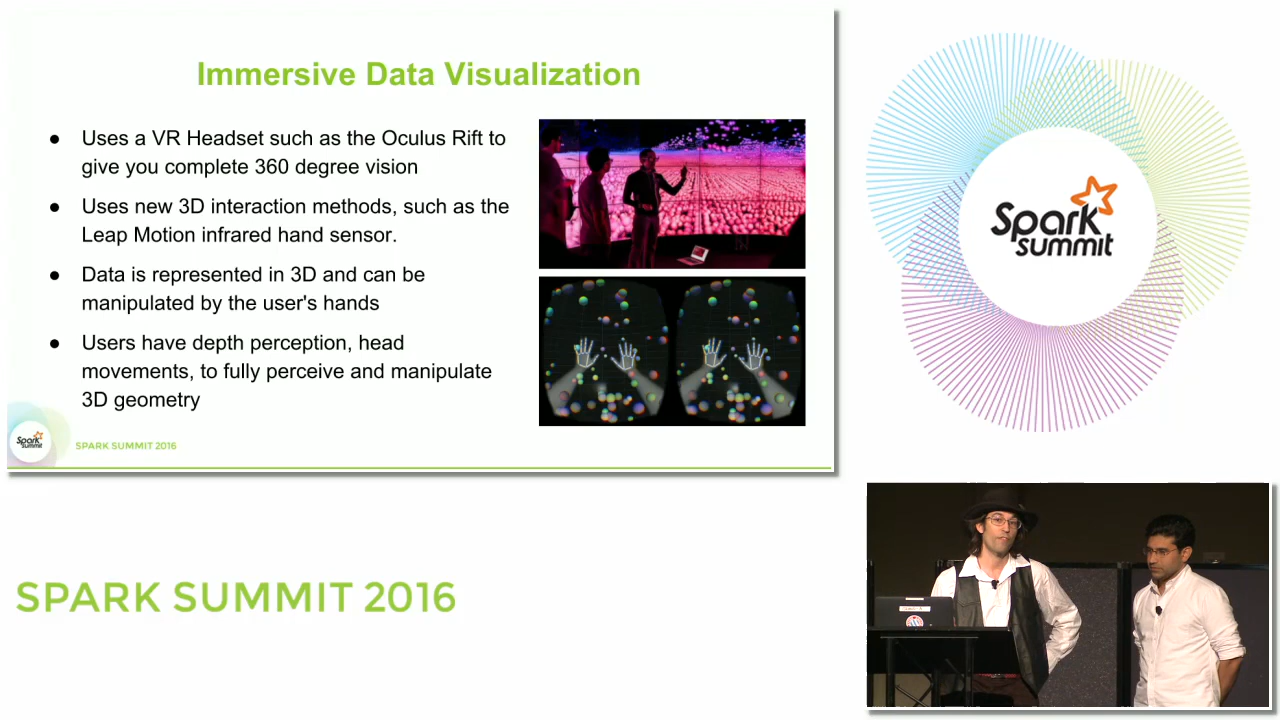 Immersive Data Visualization
● Uses a VR Headset such as the Oculus Rift to
give you complete 360 degree vision
● Uses new 3D interaction methods, such as the
Leap Motion infrared hand sensor.
● Data is represented in 3D and can be
manipulated by the user's hands
● Users have depth perception, head
movements, to fully perceive and manipulate
3D geometry
Spark
summit
SPARK SUMMIT 2016
Spark
summit
SPARK SUMMIT 2016